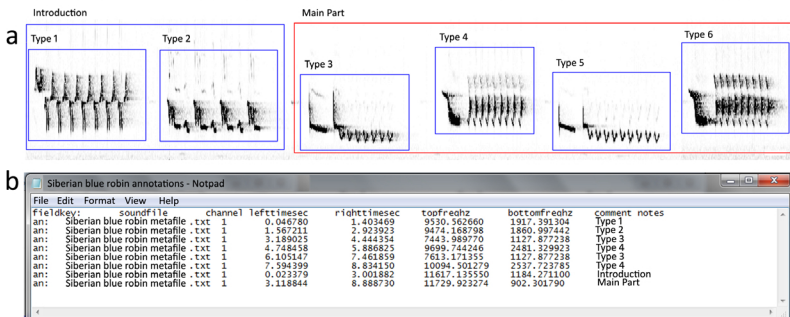 Introduction Main Part
a
Type 1 Type 2 Type 3 Type 4 Type 5 Type 6
b
Siberian blue robin annotations - Notpad
File Edit Format View Help
fieldkey: soundfile channel lefttimesec righttimesec topfreqhz bottomfreqhz comment notes
an: Siberian blue robin metafile .txt 1 0.046780 1.403469 9530.562660 1917.391304 Type 1
an: Siberian blue robin metafile .txt 1 1.567211 2.923923 9474.168798 1860.997442 Type 2
an: Siberian blue robin metafile .txt 1 3.189025 4.444354 7443.989770 1127.877238 Type 3
an: Siberian blue robin metafile .txt 1 4.748458 5.886825 9699.744246 2481.329923 Type 4
an: Siberian blue robin metafile .txt 1 6.105147 7.461859 7613.171355 1127.877238 Type 3
an: Siberian blue robin metafile .txt 1 7.594399 8.834150 10094.501279 2537.723785 Type 4
an: Siberian blue robin metafile .txt 1 0.023379 3.001882 11617.135550 1184.271100 Introduction
an: Siberian blue robin metafile .txt 1 3.118844 8.888730 11729.923274 902.301790 Main Part